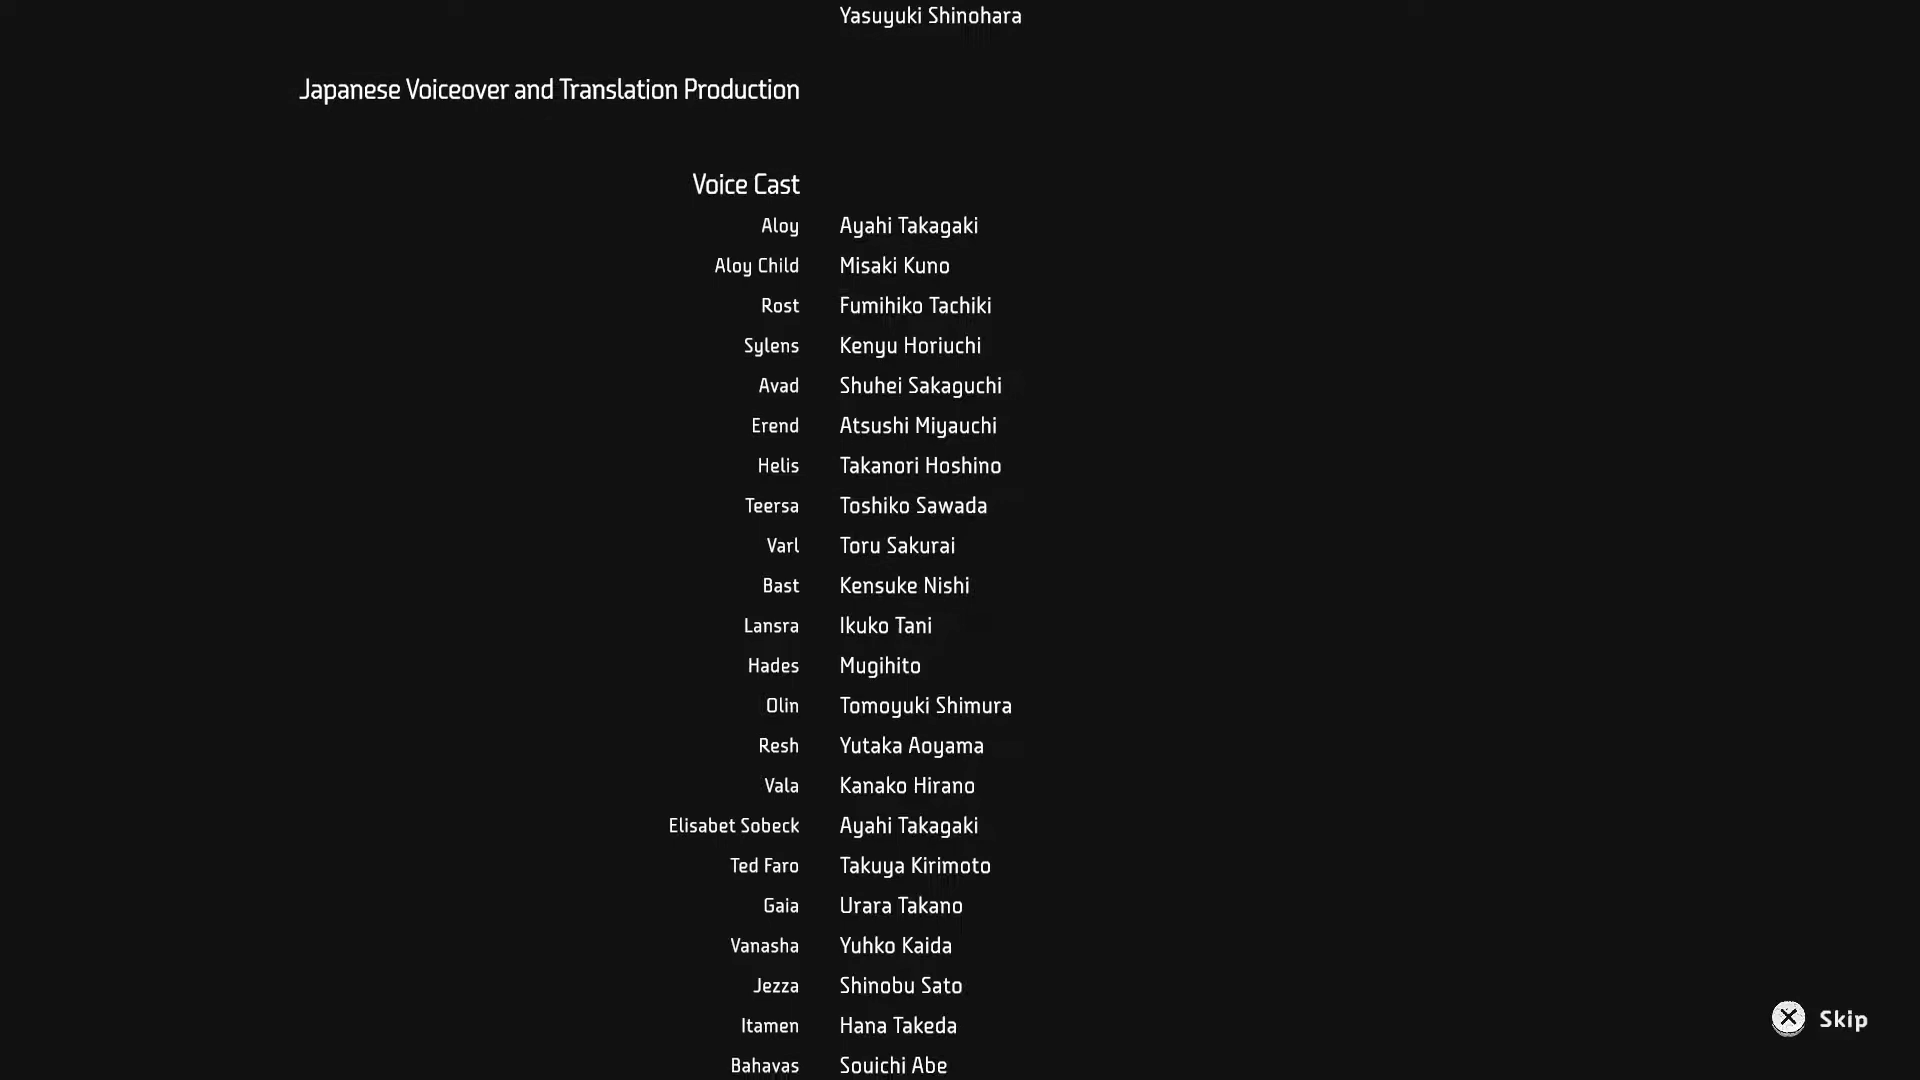 Yasuyuki Shinohara
Japanese Voiceover and Translation Production
Voice Cast
Aloy Ayahi Takagaki
Aloy Child Misaki Kuno
Rost Fumihiko Tachiki
Sylens Kenyu Horiuchi
Avad Shuhei Sakaguchi
Erend Atsushi Miyauchi
Helis Takanori Hoshino
Teersa Toshiko Sawada
Varl Toru Sakurai
Bast Kensuke Nishi
Lansra Ikuko Tani
Hades Mugihito
Olin Tomoyuki Shimura
Resh Yutaka Aoyama
Vala Kanako Hirano
Elisabet Sobeck Ayahi Takagaki
Ted Faro Takuya Kirimoto
Gaia Urara Takano
Vanasha Yuhko Kaida
Jezza Shinobu Sato
Itamen Hana Takeda
Bahavas Souichi Abe
Skip